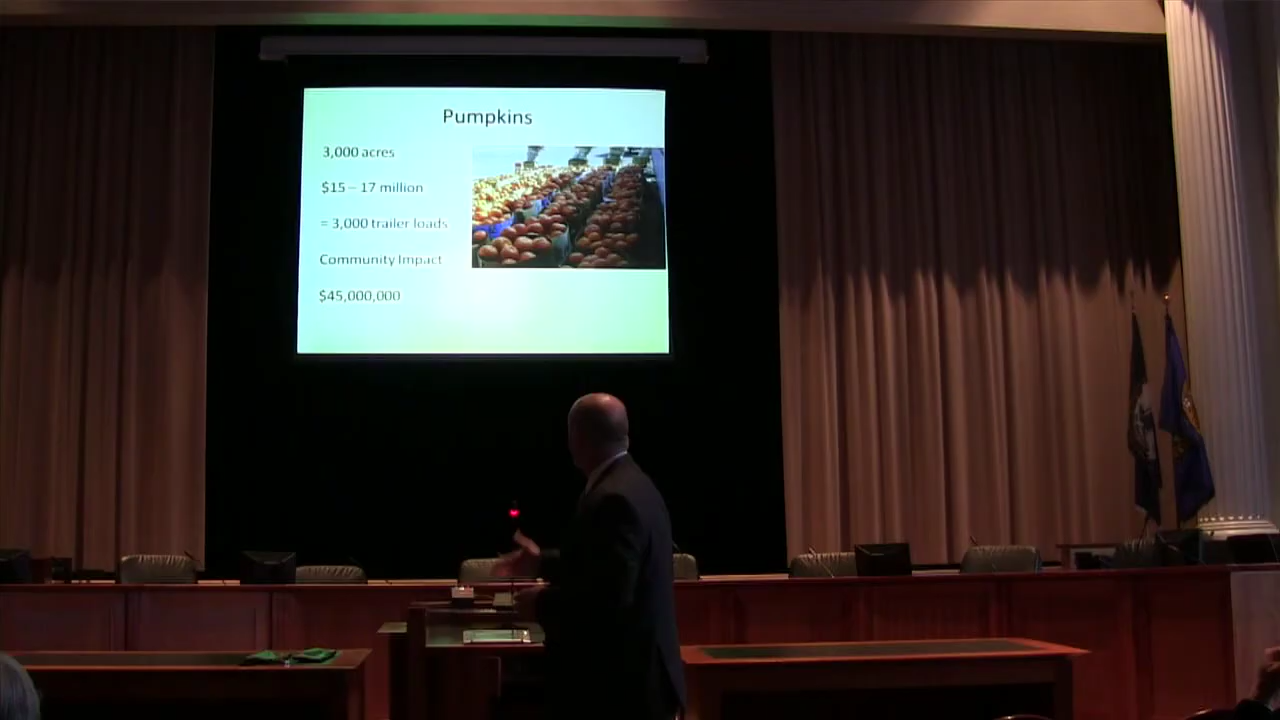 Pumpkins
3,000 acres
$15 – 17 million
= 3,000 trailer loads
Community Impact
$45,000,000